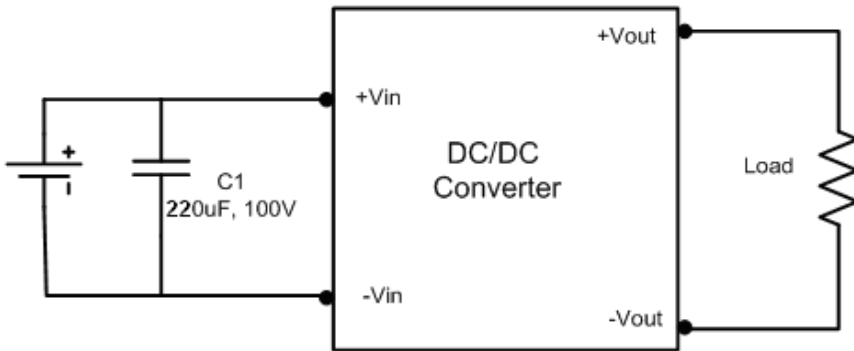 +Vout
+Vin
+
-
DC/DC
Converter
Load
C1
220uF, 100V
-Vin
-Vout